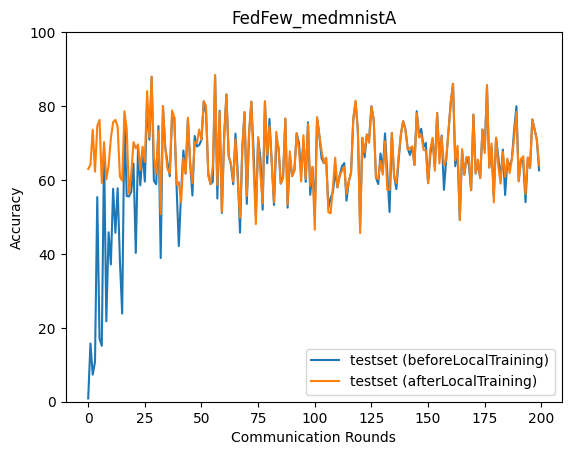 FedFew_medmnistA
100
80
60
40
20
0
Accuracy
0 25 50 75 100 125 150 175 200
Communication Rounds
testset (beforeLocalTraining)
testset (afterLocalTraining)